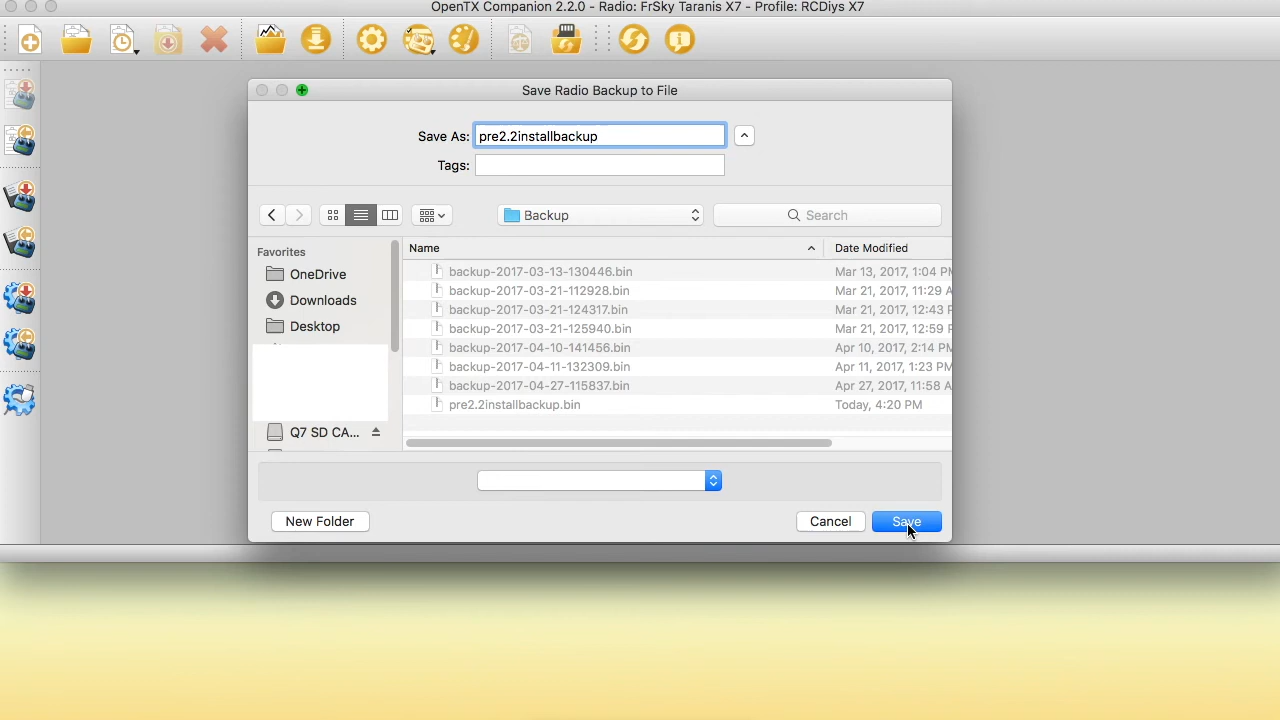 OpenTX Companion 2.2.0 - Radio: FrSky Taranis X7 - Profile: RCDiys X7
Save Radio Backup to File
Save As: pre2.2installbackup
Tags:
Backup
Search
Favorites
OneDrive
Downloads
Desktop
Q7 SD CA...
Name Date Modified
backup-2017-03-13-130446.bin Mar 13, 2017, 1:04 PM
backup-2017-03-21-112928.bin Mar 21, 2017, 11:29 A
backup-2017-03-21-124317.bin Mar 21, 2017, 12:43 P
backup-2017-03-21-125940.bin Mar 21, 2017, 12:59 P
backup-2017-04-10-141456.bin Apr 10, 2017, 2:14 PM
backup-2017-04-11-132309.bin Apr 11, 2017, 1:23 PM
backup-2017-04-27-115837.bin Apr 27, 2017, 11:58 A
pre2.2installbackup.bin Today, 4:20 PM
New Folder Cancel Save